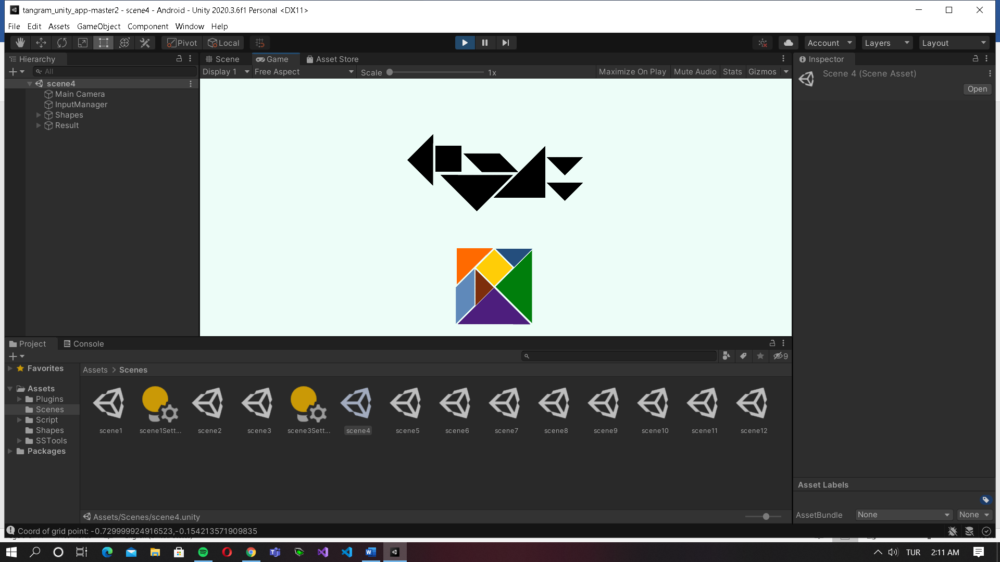 tangram_unity_app-master2 - scene4 - Android - Unity 2020.3.6f1 Personal <DX11>
File Edit Assets GameObject Component Window Help
Pivot Local Account Layers Layout
Hierarchy
All
scene4
Main Camera
InputManager
Shapes
Result
Scene Game Asset Store
Display 1 Free Aspect Scale 1x Maximize On Play Mute Audio Stats Gizmos
Inspector
Scene 4 (Scene Asset)
Open
Project Console
9
Favorites
Assets
Plugins
Scenes
Script
Shapes
SSTools
Packages
Assets > Scenes
scene1 scene1Sett... scene2 scene3 scene3Sett... scene4 scene5 scene6 scene7 scene8 scene9 scene10 scene11 scene12
Assets/Scenes/scene4.unity
Asset Labels
AssetBundle None None
Coord of grid point: -0.729999924916523,-0.154213571909835
TUR 2:11 AM